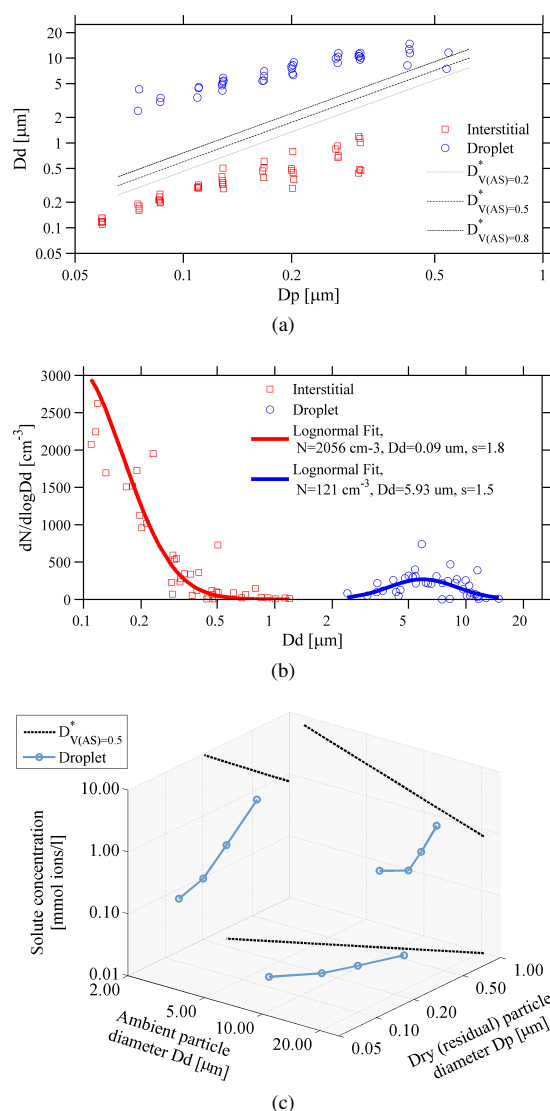 20
10
5
2
1
0.5
0.2
0.1
0.05
Dd [μm]
Interstitial
Droplet
D*V(AS)=0.2
D*V(AS)=0.5
D*V(AS)=0.8
0.05 0.1 0.2 0.5 1
Dp [μm]
(a)
3000
2500
2000
1500
1000
500
0
dN/dlogDd [cm-3]
Interstitial
Droplet
Lognormal Fit,
N=2056 cm-3, Dd=0.09 um, s=1.8
Lognormal Fit,
N=121 cm-3, Dd=5.93 um, s=1.5
0.1 0.2 0.5 1 2 5 10 20
Dd [μm]
(b)
D*V(AS)=0.5
Droplet
10.00
1.00
0.10
0.01
Solute concentration
[mmol ions/l]
2.00 5.00 10.00 20.00
Ambient particle
diameter Dd [μm]
0.05 0.10 0.20 0.50 1.00
Dry (residual) particle
diameter Dp [μm]
(c)